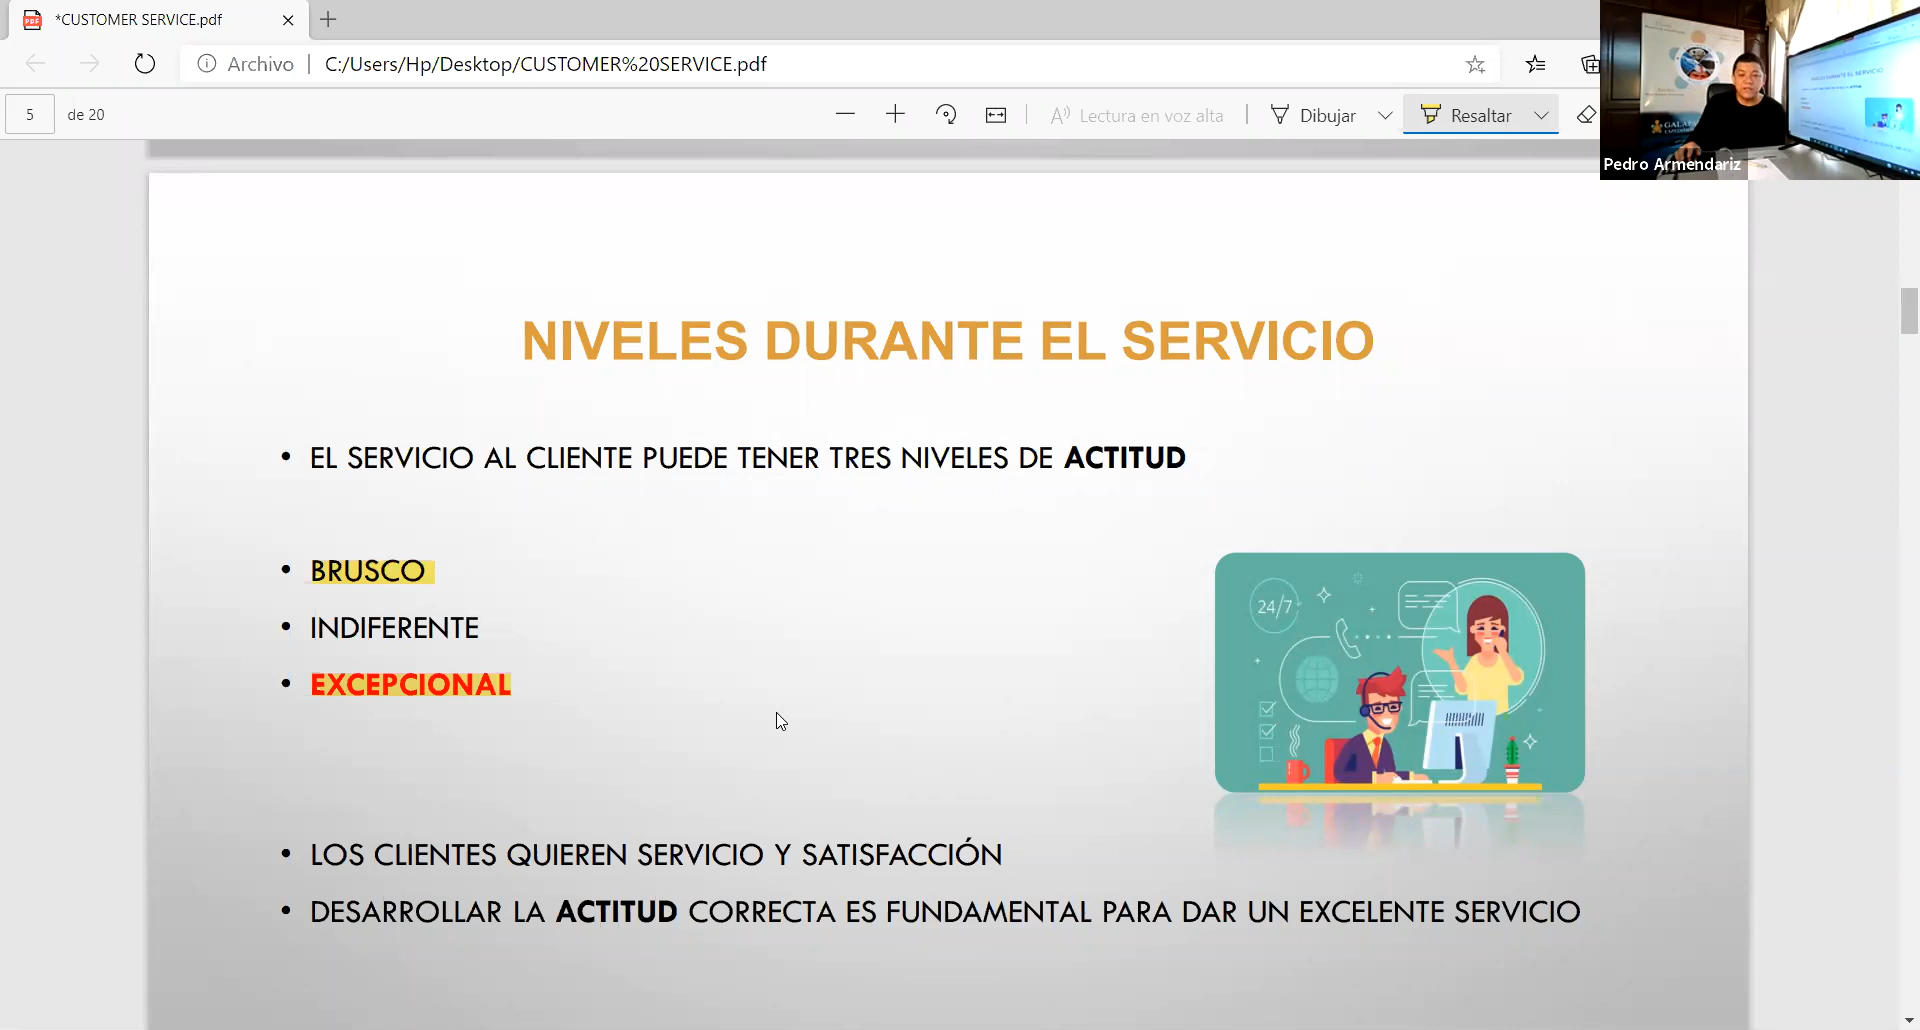 *CUSTOMER SERVICE.pdf
Archivo
C:/Users/Hp/Desktop/CUSTOMER%20SERVICE.pdf
5
de 20
Lectura en voz alta
Dibujar
Resaltar
Pedro Armendariz
NIVELES DURANTE EL SERVICIO
• EL SERVICIO AL CLIENTE PUEDE TENER TRES NIVELES DE ACTITUD
• BRUSCO
• INDIFERENTE
• EXCEPCIONAL
24/7
• LOS CLIENTES QUIEREN SERVICIO Y SATISFACCIÓN
• DESARROLLAR LA ACTITUD CORRECTA ES FUNDAMENTAL PARA DAR UN EXCELENTE SERVICIO